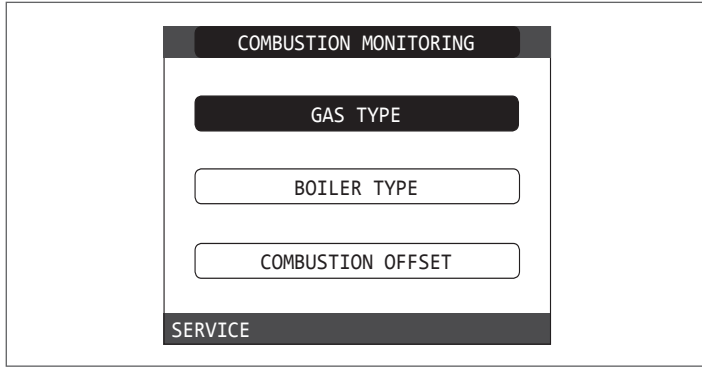 COMBUSTION MONITORING
GAS TYPE
BOILER TYPE
COMBUSTION OFFSET
SERVICE